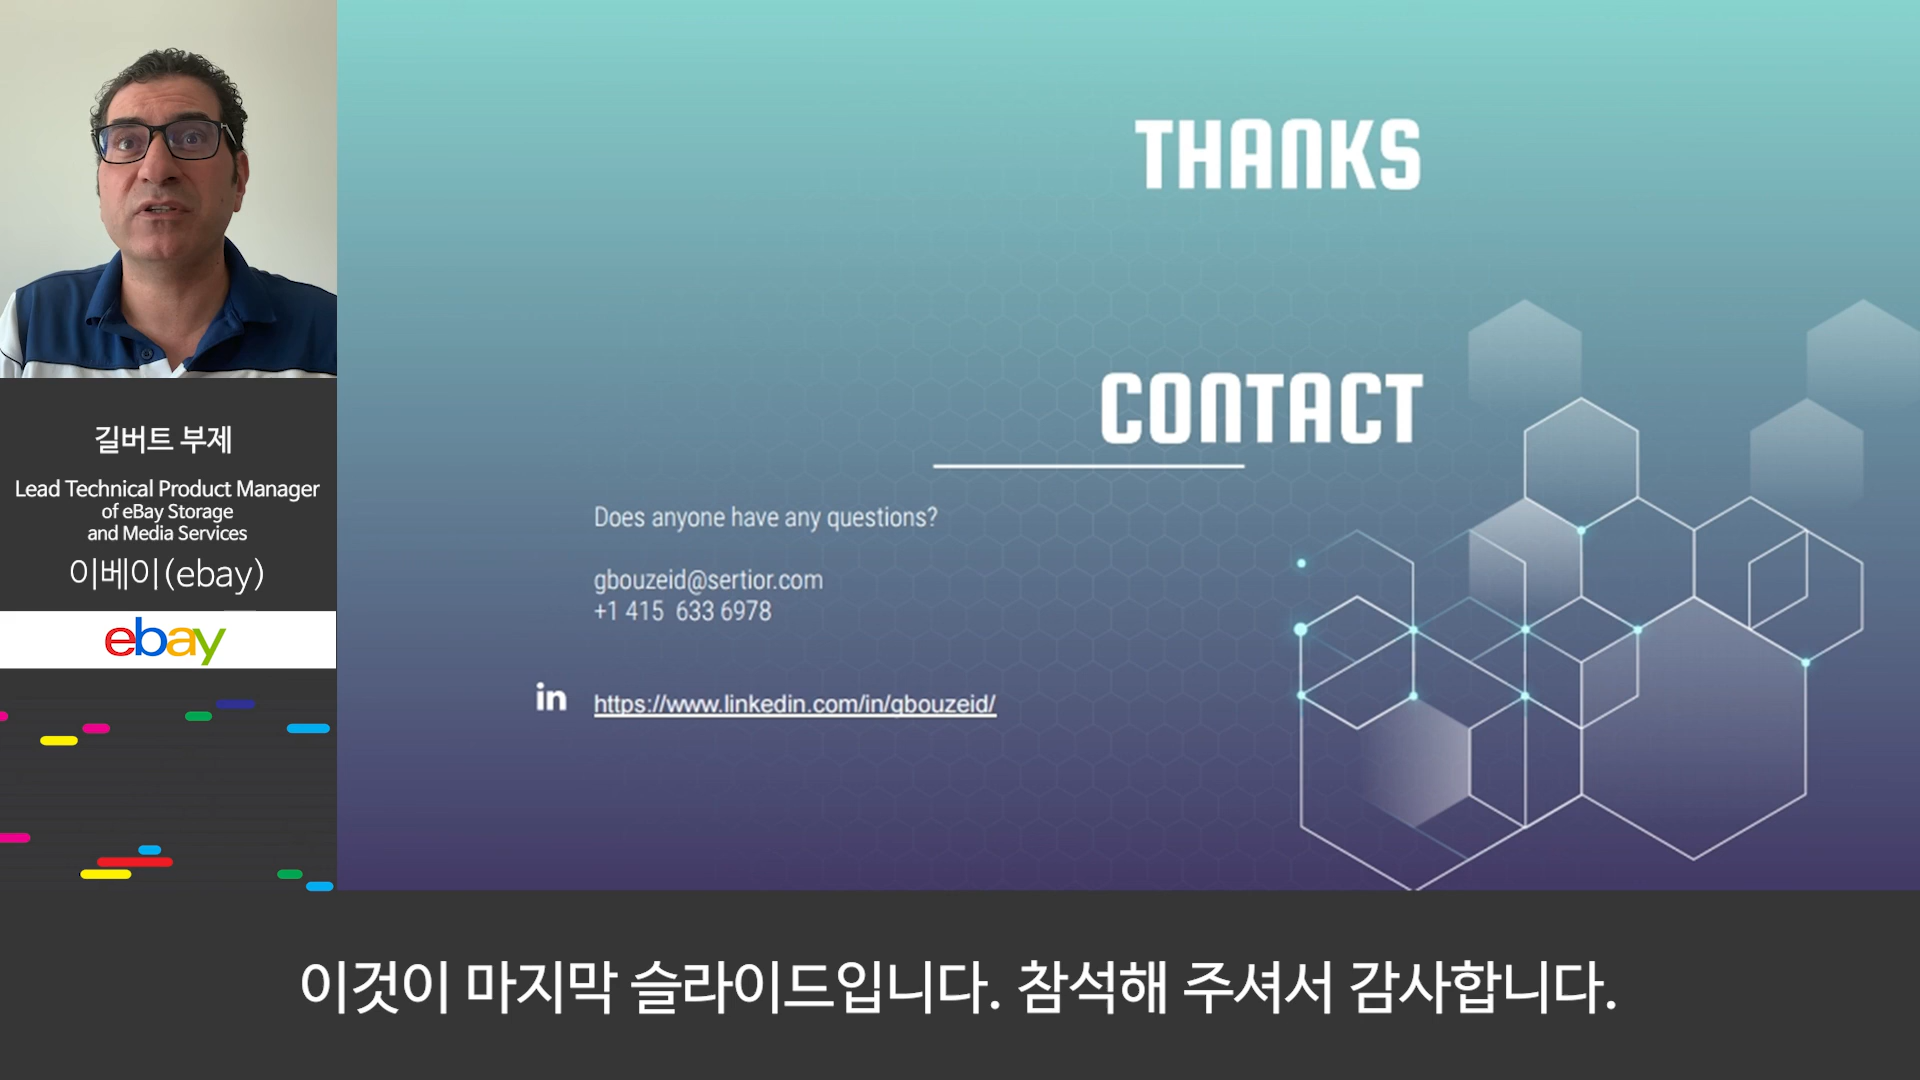 THANKS
CONTACT
Does anyone have any questions?
gbouzeid@sertior.com
+1 415 633 6978
in https://www.linkedin.com/in/gbouzeid/
길버트 부제
Lead Technical Product Manager
of eBay Storage
and Media Services
이베이(ebay)
ebay
이것이 마지막 슬라이드입니다. 참석해 주셔서 감사합니다.